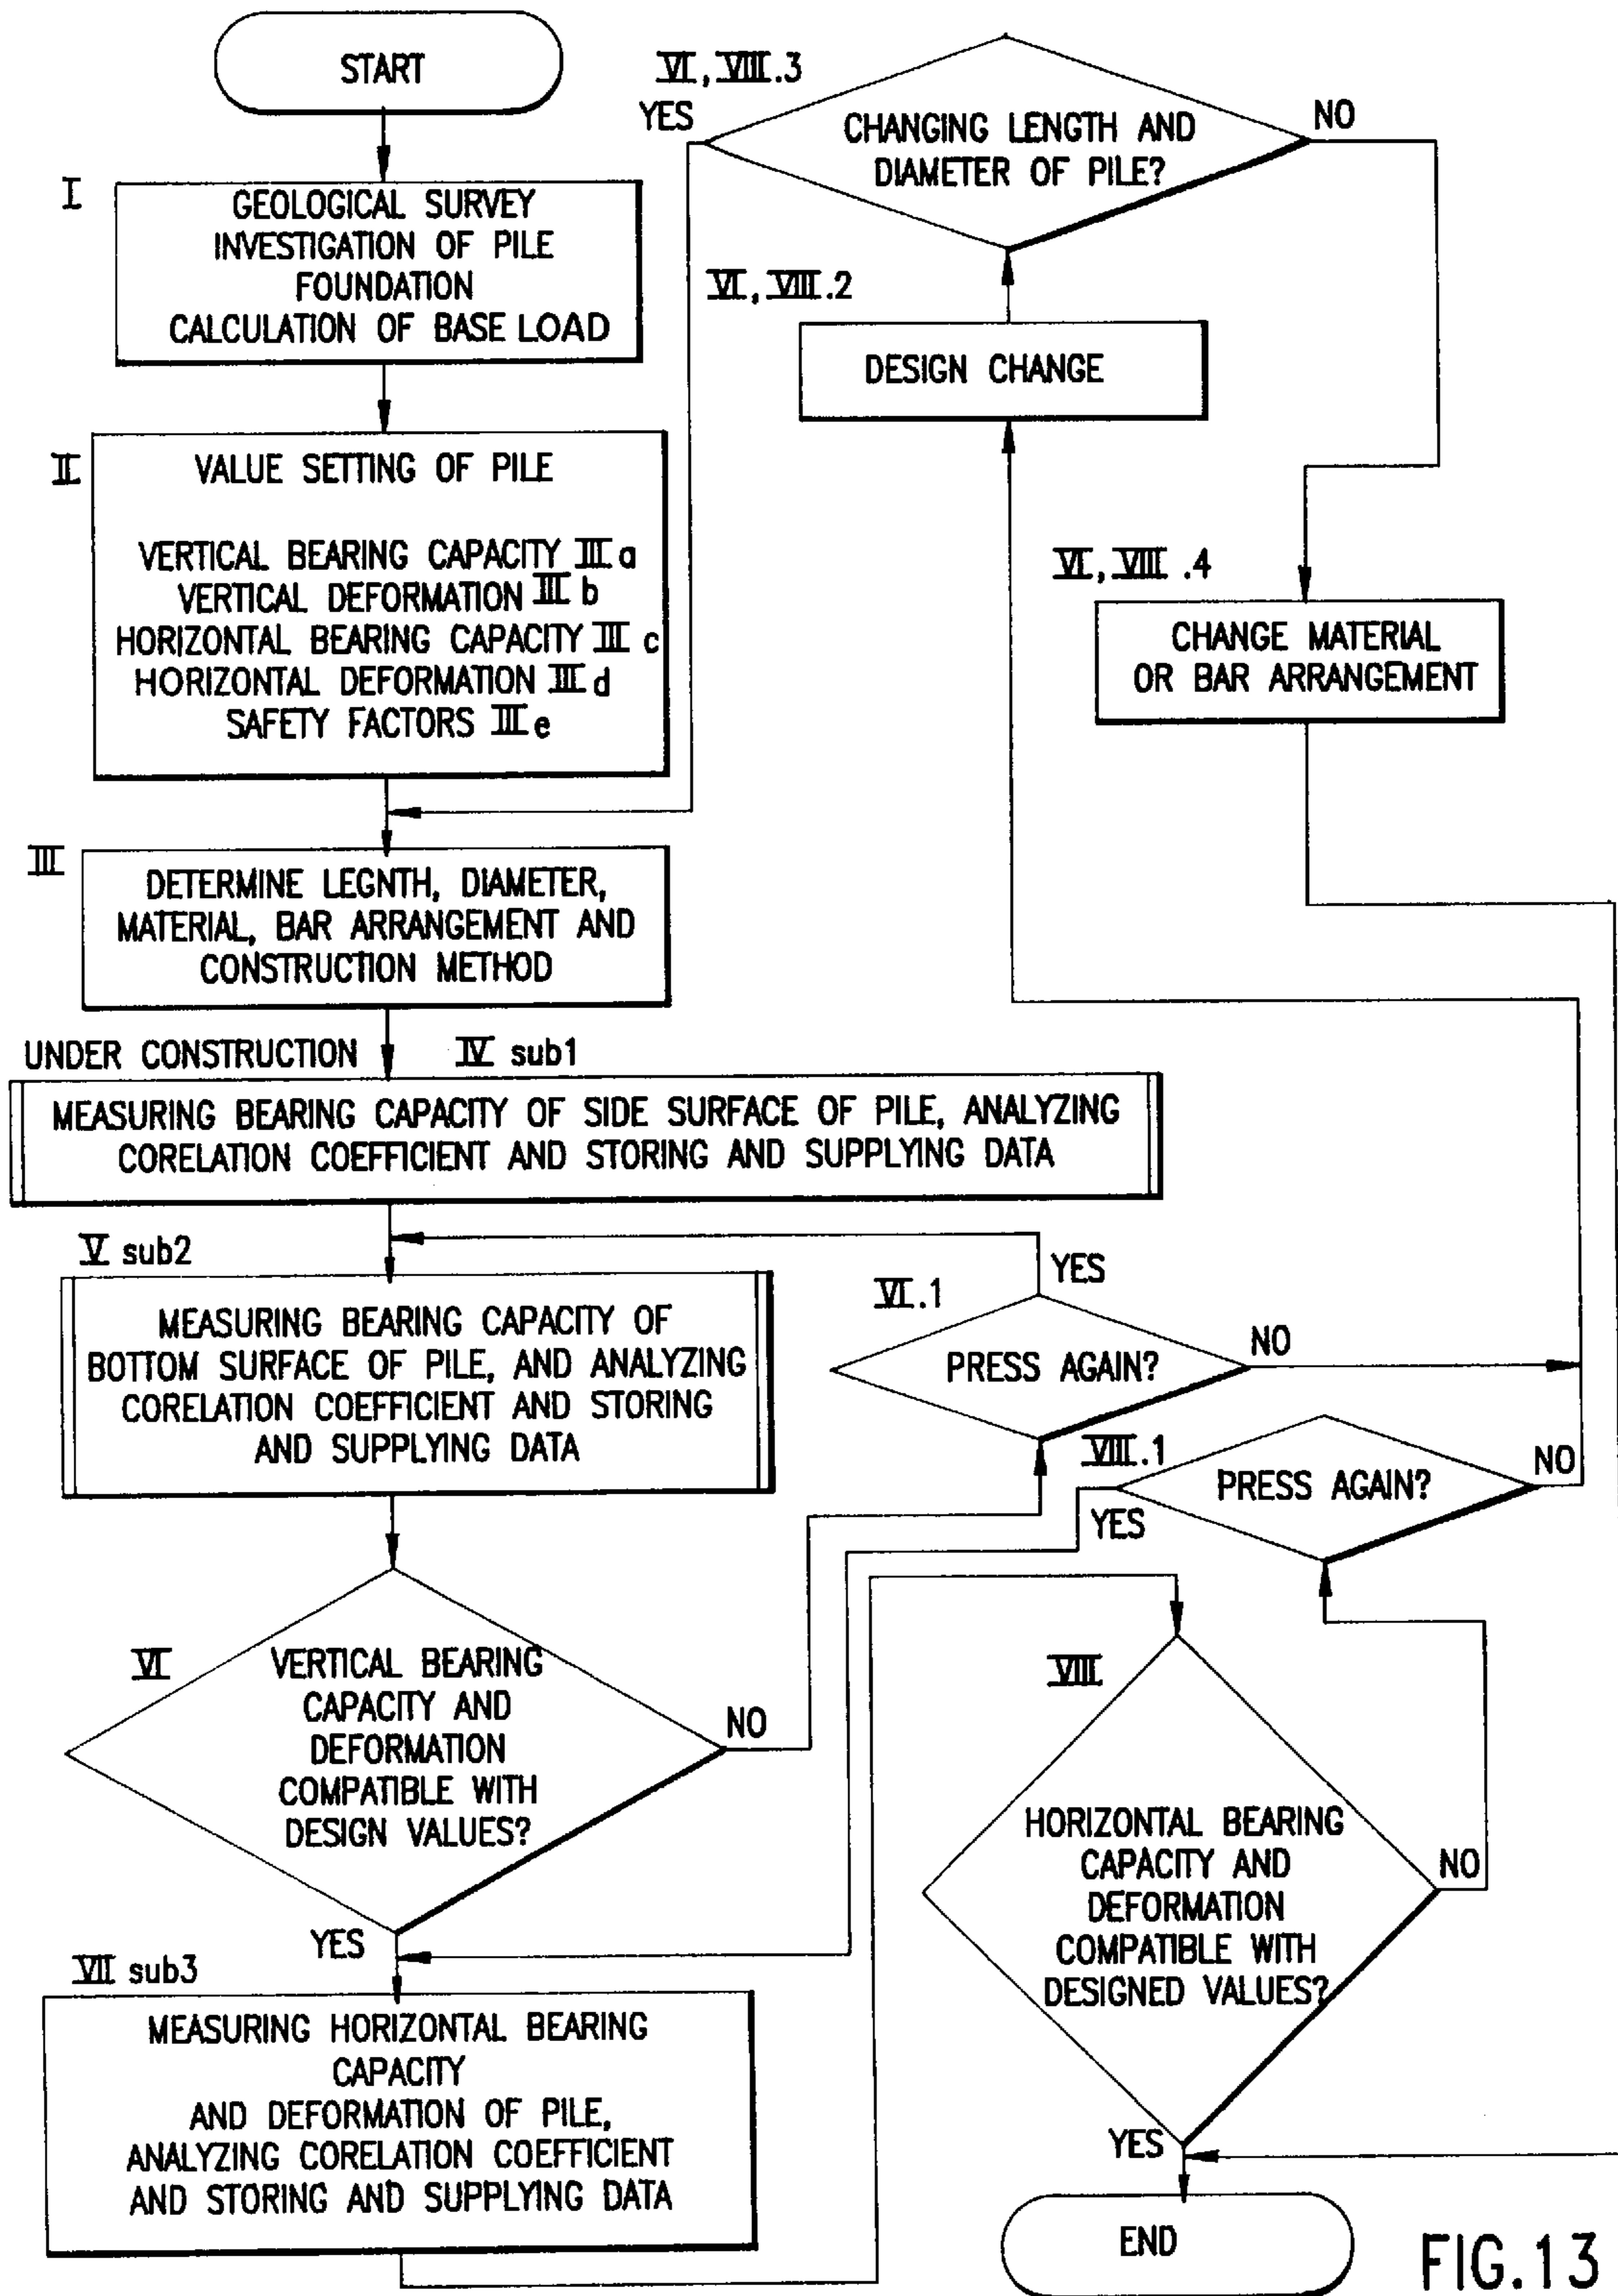 START
I
GEOLOGICAL SURVEY
INVESTIGATION OF PILE
FOUNDATION
CALCULATION OF BASE LOAD
II
VALUE SETTING OF PILE
VERTICAL BEARING CAPACITY III a
VERTICAL DEFORMATION III b
HORIZONTAL BEARING CAPACITY III c
HORIZONTAL DEFORMATION III d
SAFETY FACTORS III e
III
DETERMINE LEGNTH, DIAMETER,
MATERIAL, BAR ARRANGEMENT AND
CONSTRUCTION METHOD
UNDER CONSTRUCTION IV sub1
MEASURING BEARING CAPACITY OF SIDE SURFACE OF PILE, ANALYZING
CORELATION COEFFICIENT AND STORING AND SUPPLYING DATA
V sub2
MEASURING BEARING CAPACITY OF
BOTTOM SURFACE OF PILE, AND ANALYZING
CORELATION COEFFICIENT AND STORING
AND SUPPLYING DATA
VI
VERTICAL BEARING
CAPACITY AND
DEFORMATION
COMPATIBLE WITH
DESIGN VALUES?
NO
YES
VII sub3
MEASURING HORIZONTAL BEARING
CAPACITY
AND DEFORMATION OF PILE,
ANALYZING CORELATION COEFFICIENT
AND STORING AND SUPPLYING DATA
VI, VIII.3
YES
CHANGING LENGTH AND
DIAMETER OF PILE?
NO
VI, VIII.2
DESIGN CHANGE
VI, VIII .4
CHANGE MATERIAL
OR BAR ARRANGEMENT
YES
VI.1
PRESS AGAIN?
NO
VIII.1
PRESS AGAIN?
NO
YES
VIII
HORIZONTAL BEARING
CAPACITY AND
DEFORMATION
COMPATIBLE WITH
DESIGNED VALUES?
NO
YES
END
FIG.13